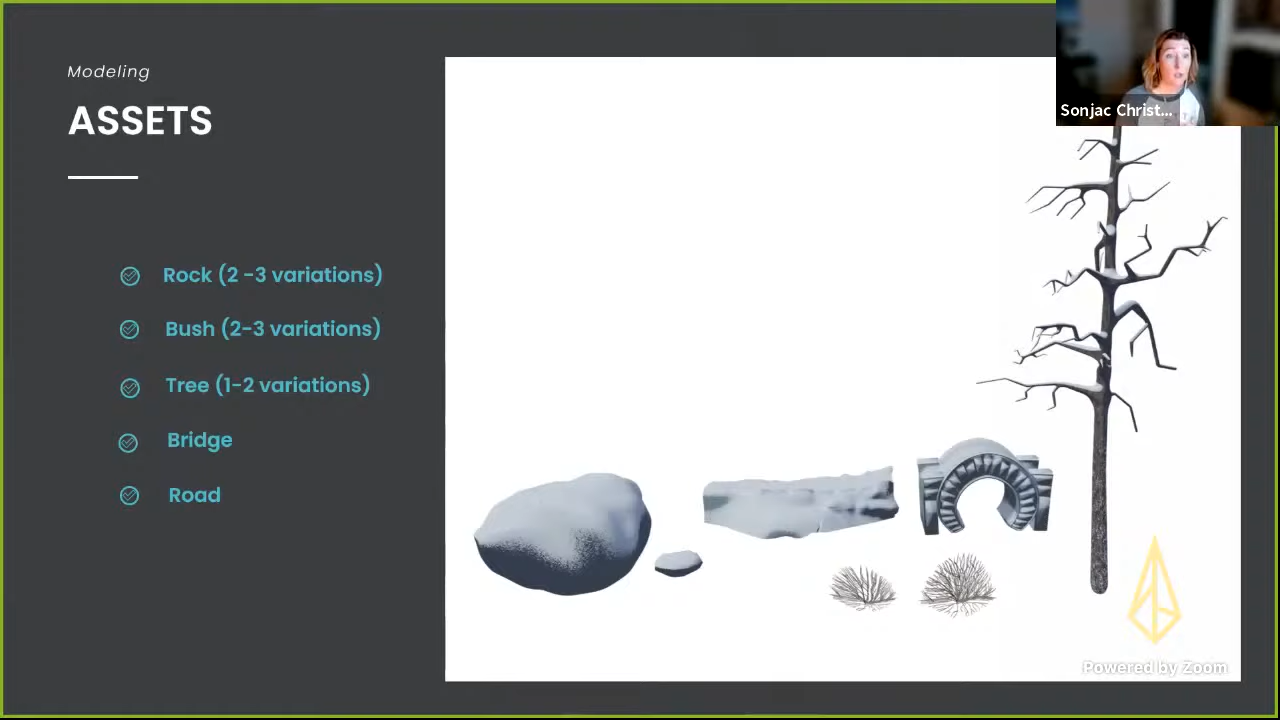 Modeling
ASSETS
Rock (2 -3 variations)
Bush (2-3 variations)
Tree (1-2 variations)
Bridge
Road
Sonjac Christ...
Powered by Zoom